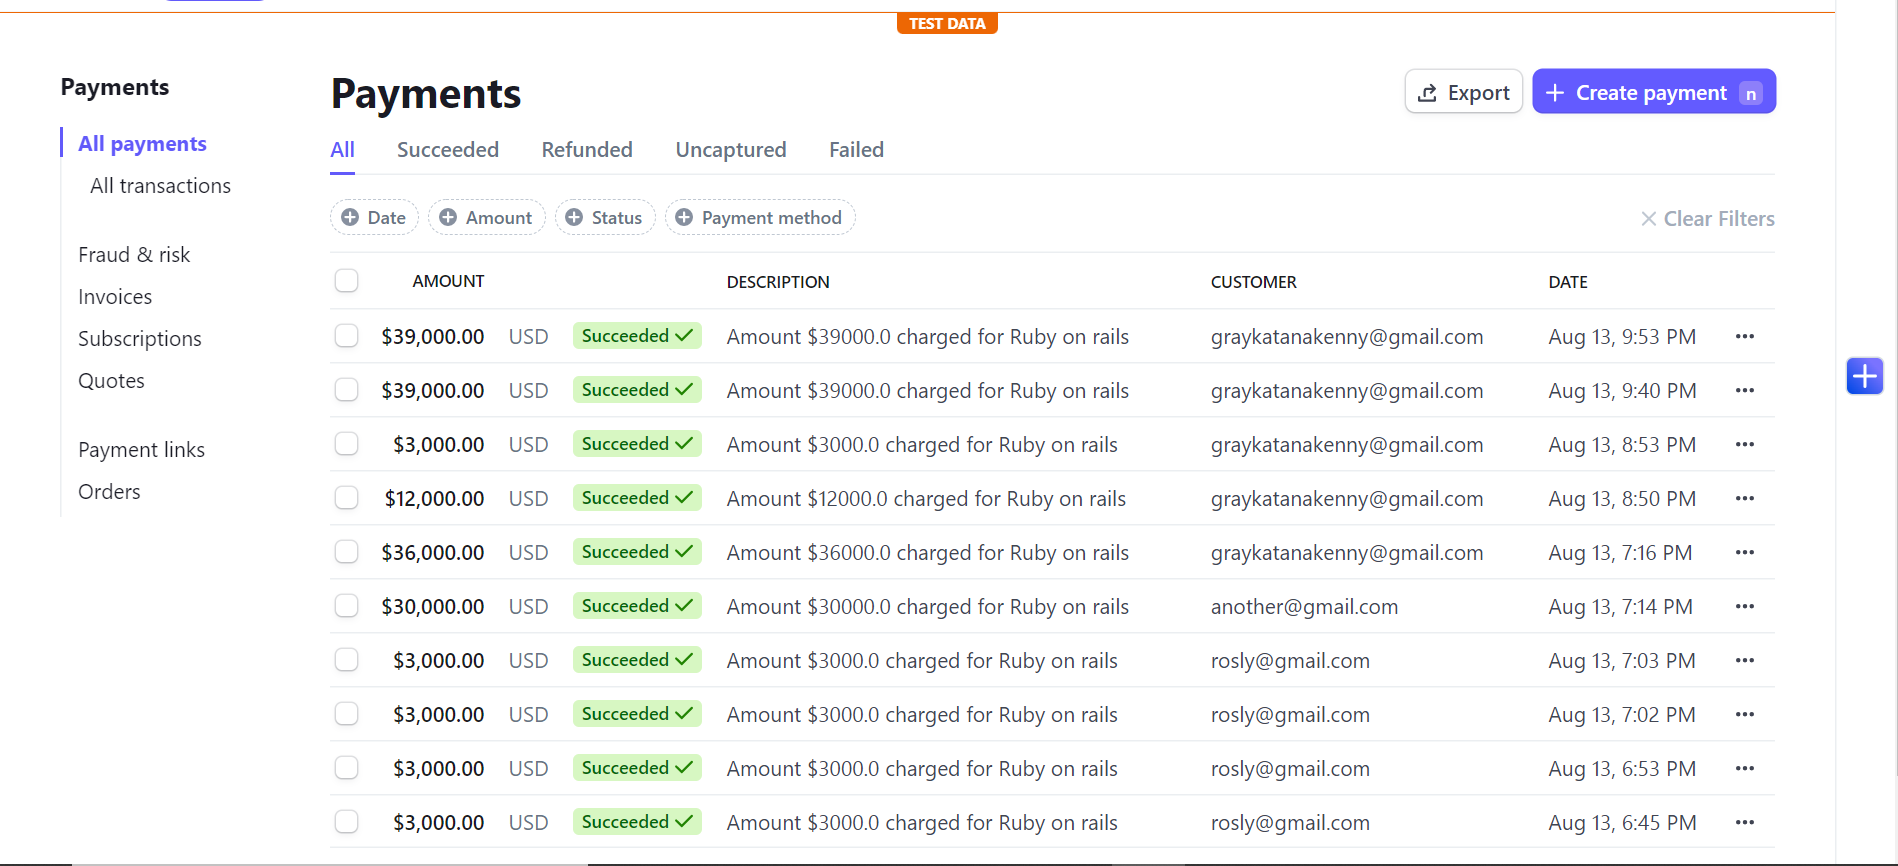 TEST DATA
Payments
All payments
All transactions
Fraud & risk
Invoices
Subscriptions
Quotes
Payment links
Orders
Payments
Export
Create payment n
All Succeeded Refunded Uncaptured Failed
Date Amount Status Payment method Clear Filters
AMOUNT DESCRIPTION CUSTOMER DATE
$39,000.00 USD Succeeded Amount $39000.0 charged for Ruby on rails graykatanakenny@gmail.com Aug 13, 9:53 PM
$39,000.00 USD Succeeded Amount $39000.0 charged for Ruby on rails graykatanakenny@gmail.com Aug 13, 9:40 PM
$3,000.00 USD Succeeded Amount $3000.0 charged for Ruby on rails graykatanakenny@gmail.com Aug 13, 8:53 PM
$12,000.00 USD Succeeded Amount $12000.0 charged for Ruby on rails graykatanakenny@gmail.com Aug 13, 8:50 PM
$36,000.00 USD Succeeded Amount $36000.0 charged for Ruby on rails graykatanakenny@gmail.com Aug 13, 7:16 PM
$30,000.00 USD Succeeded Amount $30000.0 charged for Ruby on rails another@gmail.com Aug 13, 7:14 PM
$3,000.00 USD Succeeded Amount $3000.0 charged for Ruby on rails rosly@gmail.com Aug 13, 7:03 PM
$3,000.00 USD Succeeded Amount $3000.0 charged for Ruby on rails rosly@gmail.com Aug 13, 7:02 PM
$3,000.00 USD Succeeded Amount $3000.0 charged for Ruby on rails rosly@gmail.com Aug 13, 6:53 PM
$3,000.00 USD Succeeded Amount $3000.0 charged for Ruby on rails rosly@gmail.com Aug 13, 6:45 PM